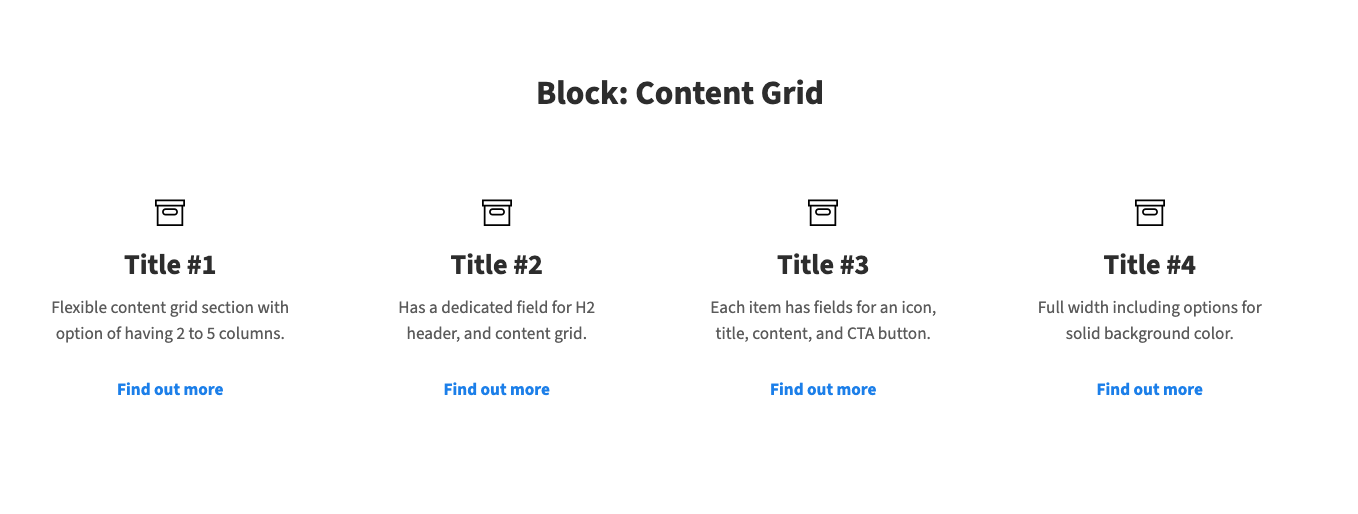 Block: Content Grid
Title #1
Flexible content grid section with
option of having 2 to 5 columns.
Find out more
Title #2
Has a dedicated field for H2
header, and content grid.
Find out more
Title #3
Each item has fields for an icon,
title, content, and CTA button.
Find out more
Title #4
Full width including options for
solid background color.
Find out more